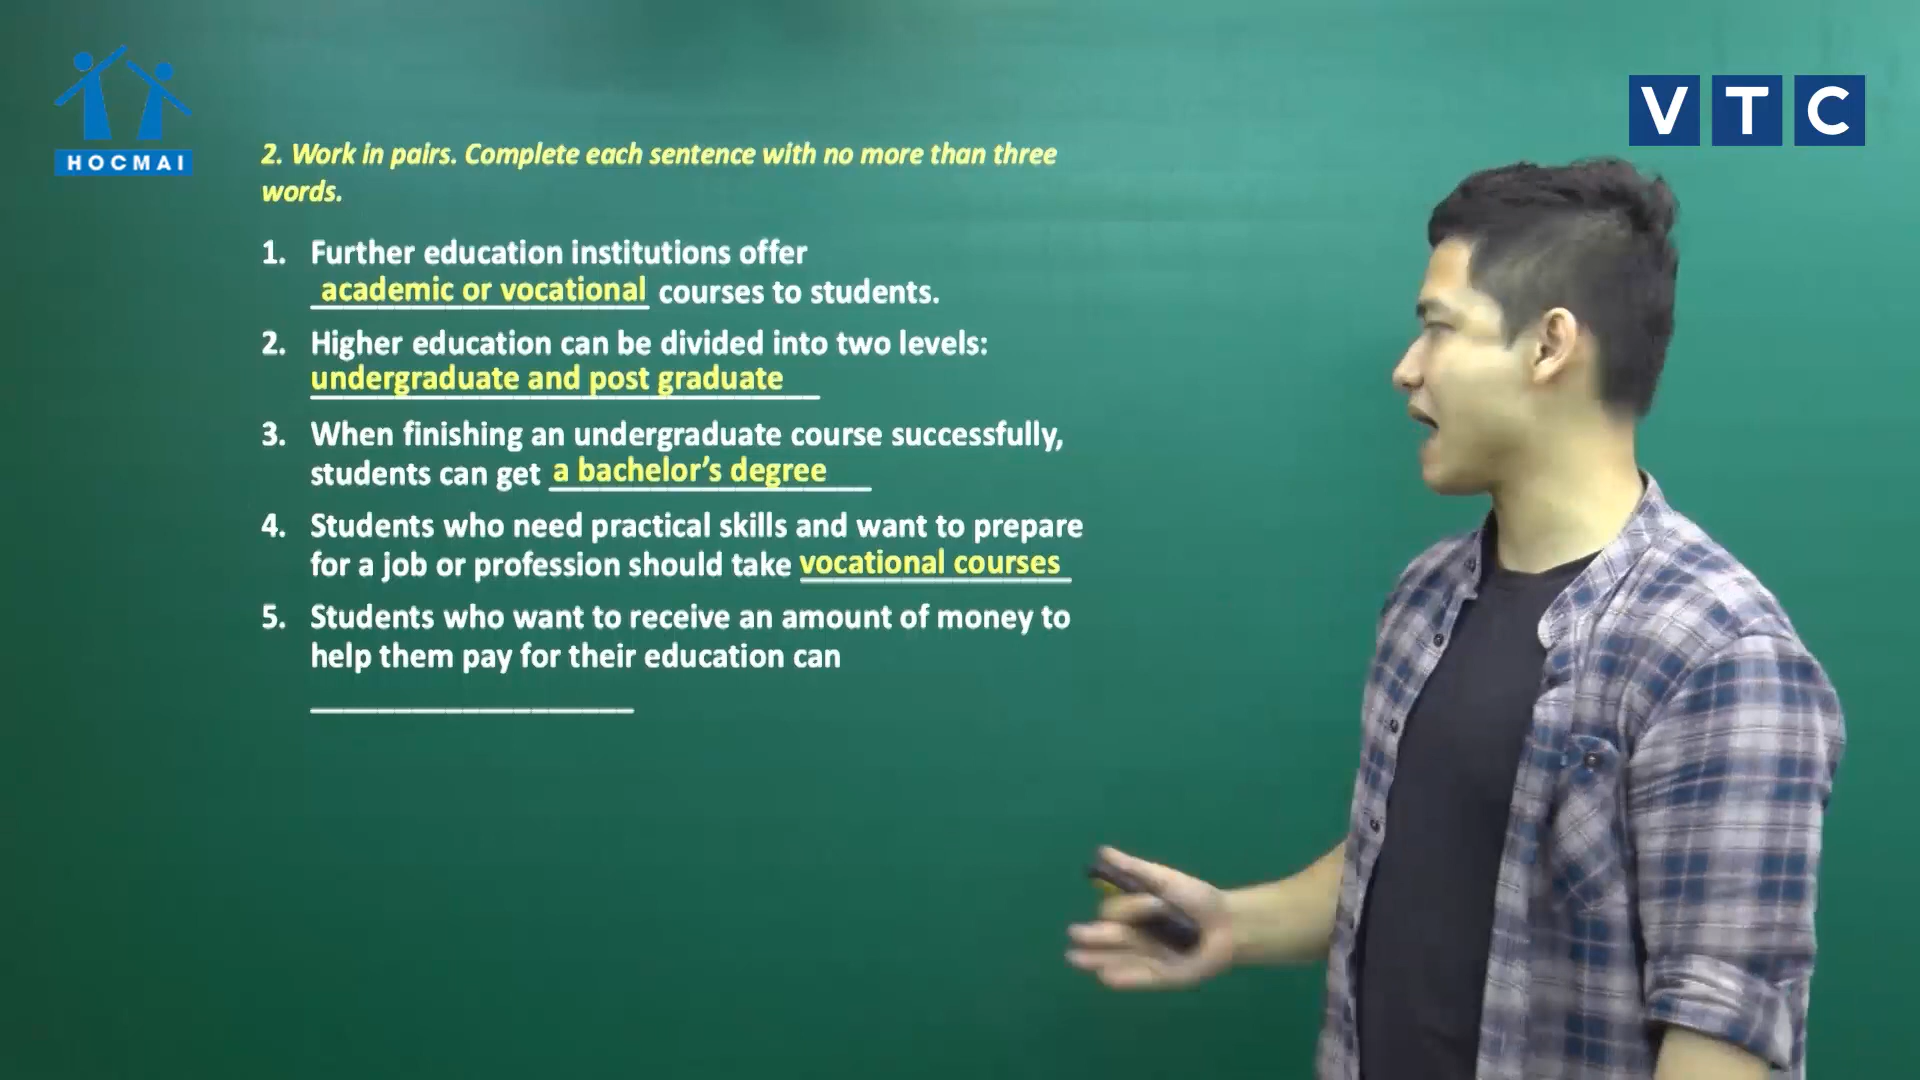 HOCMAI
VTC
2. Work in pairs. Complete each sentence with no more than three
words.
1. Further education institutions offer
academic or vocational courses to students.
2. Higher education can be divided into two levels:
undergraduate and post graduate
3. When finishing an undergraduate course successfully,
students can get a bachelor’s degree
4. Students who need practical skills and want to prepare
for a job or profession should take vocational courses
5. Students who want to receive an amount of money to
help them pay for their education can